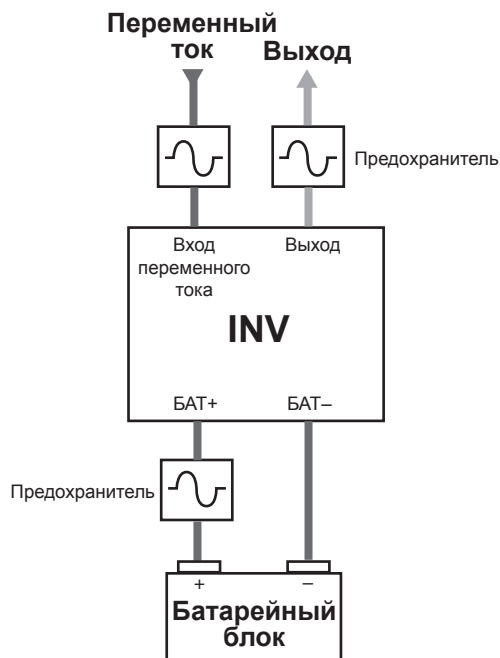 Переменный
ток
Выход
Предохранитель
Вход
переменного
тока
Выход
INV
БАТ+
БАТ–
Предохранитель
+
–
Батарейный
блок